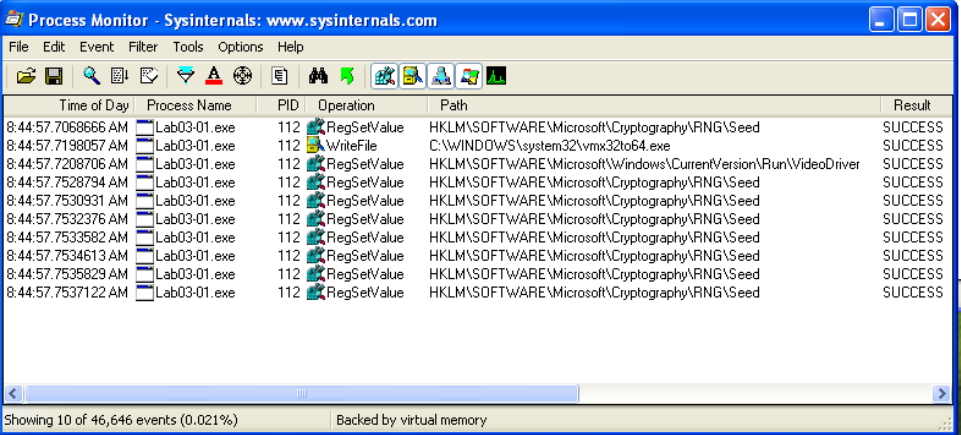 Process Monitor - Sysinternals: www.sysinternals.com
File Edit Event Filter Tools Options Help
Time of Day Process Name PID Operation Path Result
8:44:57.7068666 AM Lab03-01.exe 112 RegSetValue HKLM\SOFTWARE\Microsoft\Cryptography\RNG\Seed SUCCESS
8:44:57.7198057 AM Lab03-01.exe 112 WriteFile C:\WINDOWS\system32\vmx32to64.exe SUCCESS
8:44:57.7208706 AM Lab03-01.exe 112 RegSetValue HKLM\SOFTWARE\Microsoft\Windows\CurrentVersion\Run\VideoDriver SUCCESS
8:44:57.7528794 AM Lab03-01.exe 112 RegSetValue HKLM\SOFTWARE\Microsoft\Cryptography\RNG\Seed SUCCESS
8:44:57.7530931 AM Lab03-01.exe 112 RegSetValue HKLM\SOFTWARE\Microsoft\Cryptography\RNG\Seed SUCCESS
8:44:57.7532376 AM Lab03-01.exe 112 RegSetValue HKLM\SOFTWARE\Microsoft\Cryptography\RNG\Seed SUCCESS
8:44:57.7533582 AM Lab03-01.exe 112 RegSetValue HKLM\SOFTWARE\Microsoft\Cryptography\RNG\Seed SUCCESS
8:44:57.7534613 AM Lab03-01.exe 112 RegSetValue HKLM\SOFTWARE\Microsoft\Cryptography\RNG\Seed SUCCESS
8:44:57.7535829 AM Lab03-01.exe 112 RegSetValue HKLM\SOFTWARE\Microsoft\Cryptography\RNG\Seed SUCCESS
8:44:57.7537122 AM Lab03-01.exe 112 RegSetValue HKLM\SOFTWARE\Microsoft\Cryptography\RNG\Seed SUCCESS
Showing 10 of 46,646 events (0.021%) Backed by virtual memory